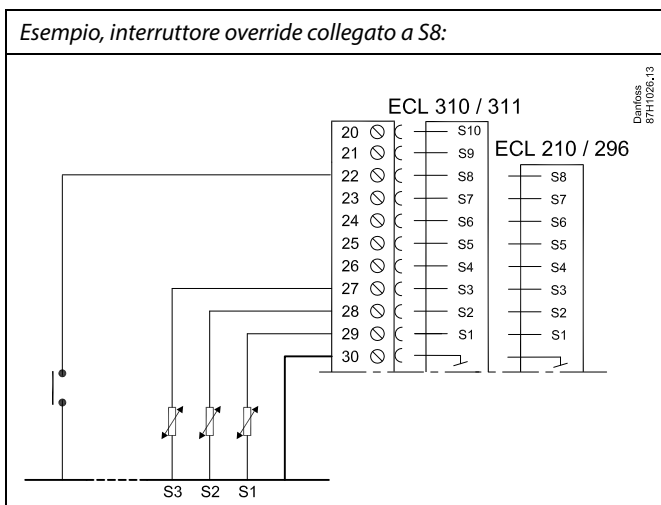 Esempio, interruttore override collegato a S8:
Danfoss
87H1026.13
ECL 310 / 311
ECL 210 / 296
20 S10
21 S9
22 S8 S8
23 S7 S7
24 S6 S6
25 S5 S5
26 S4 S4
27 S3 S3
28 S2 S2
29 S1 S1
30
S3 S2 S1